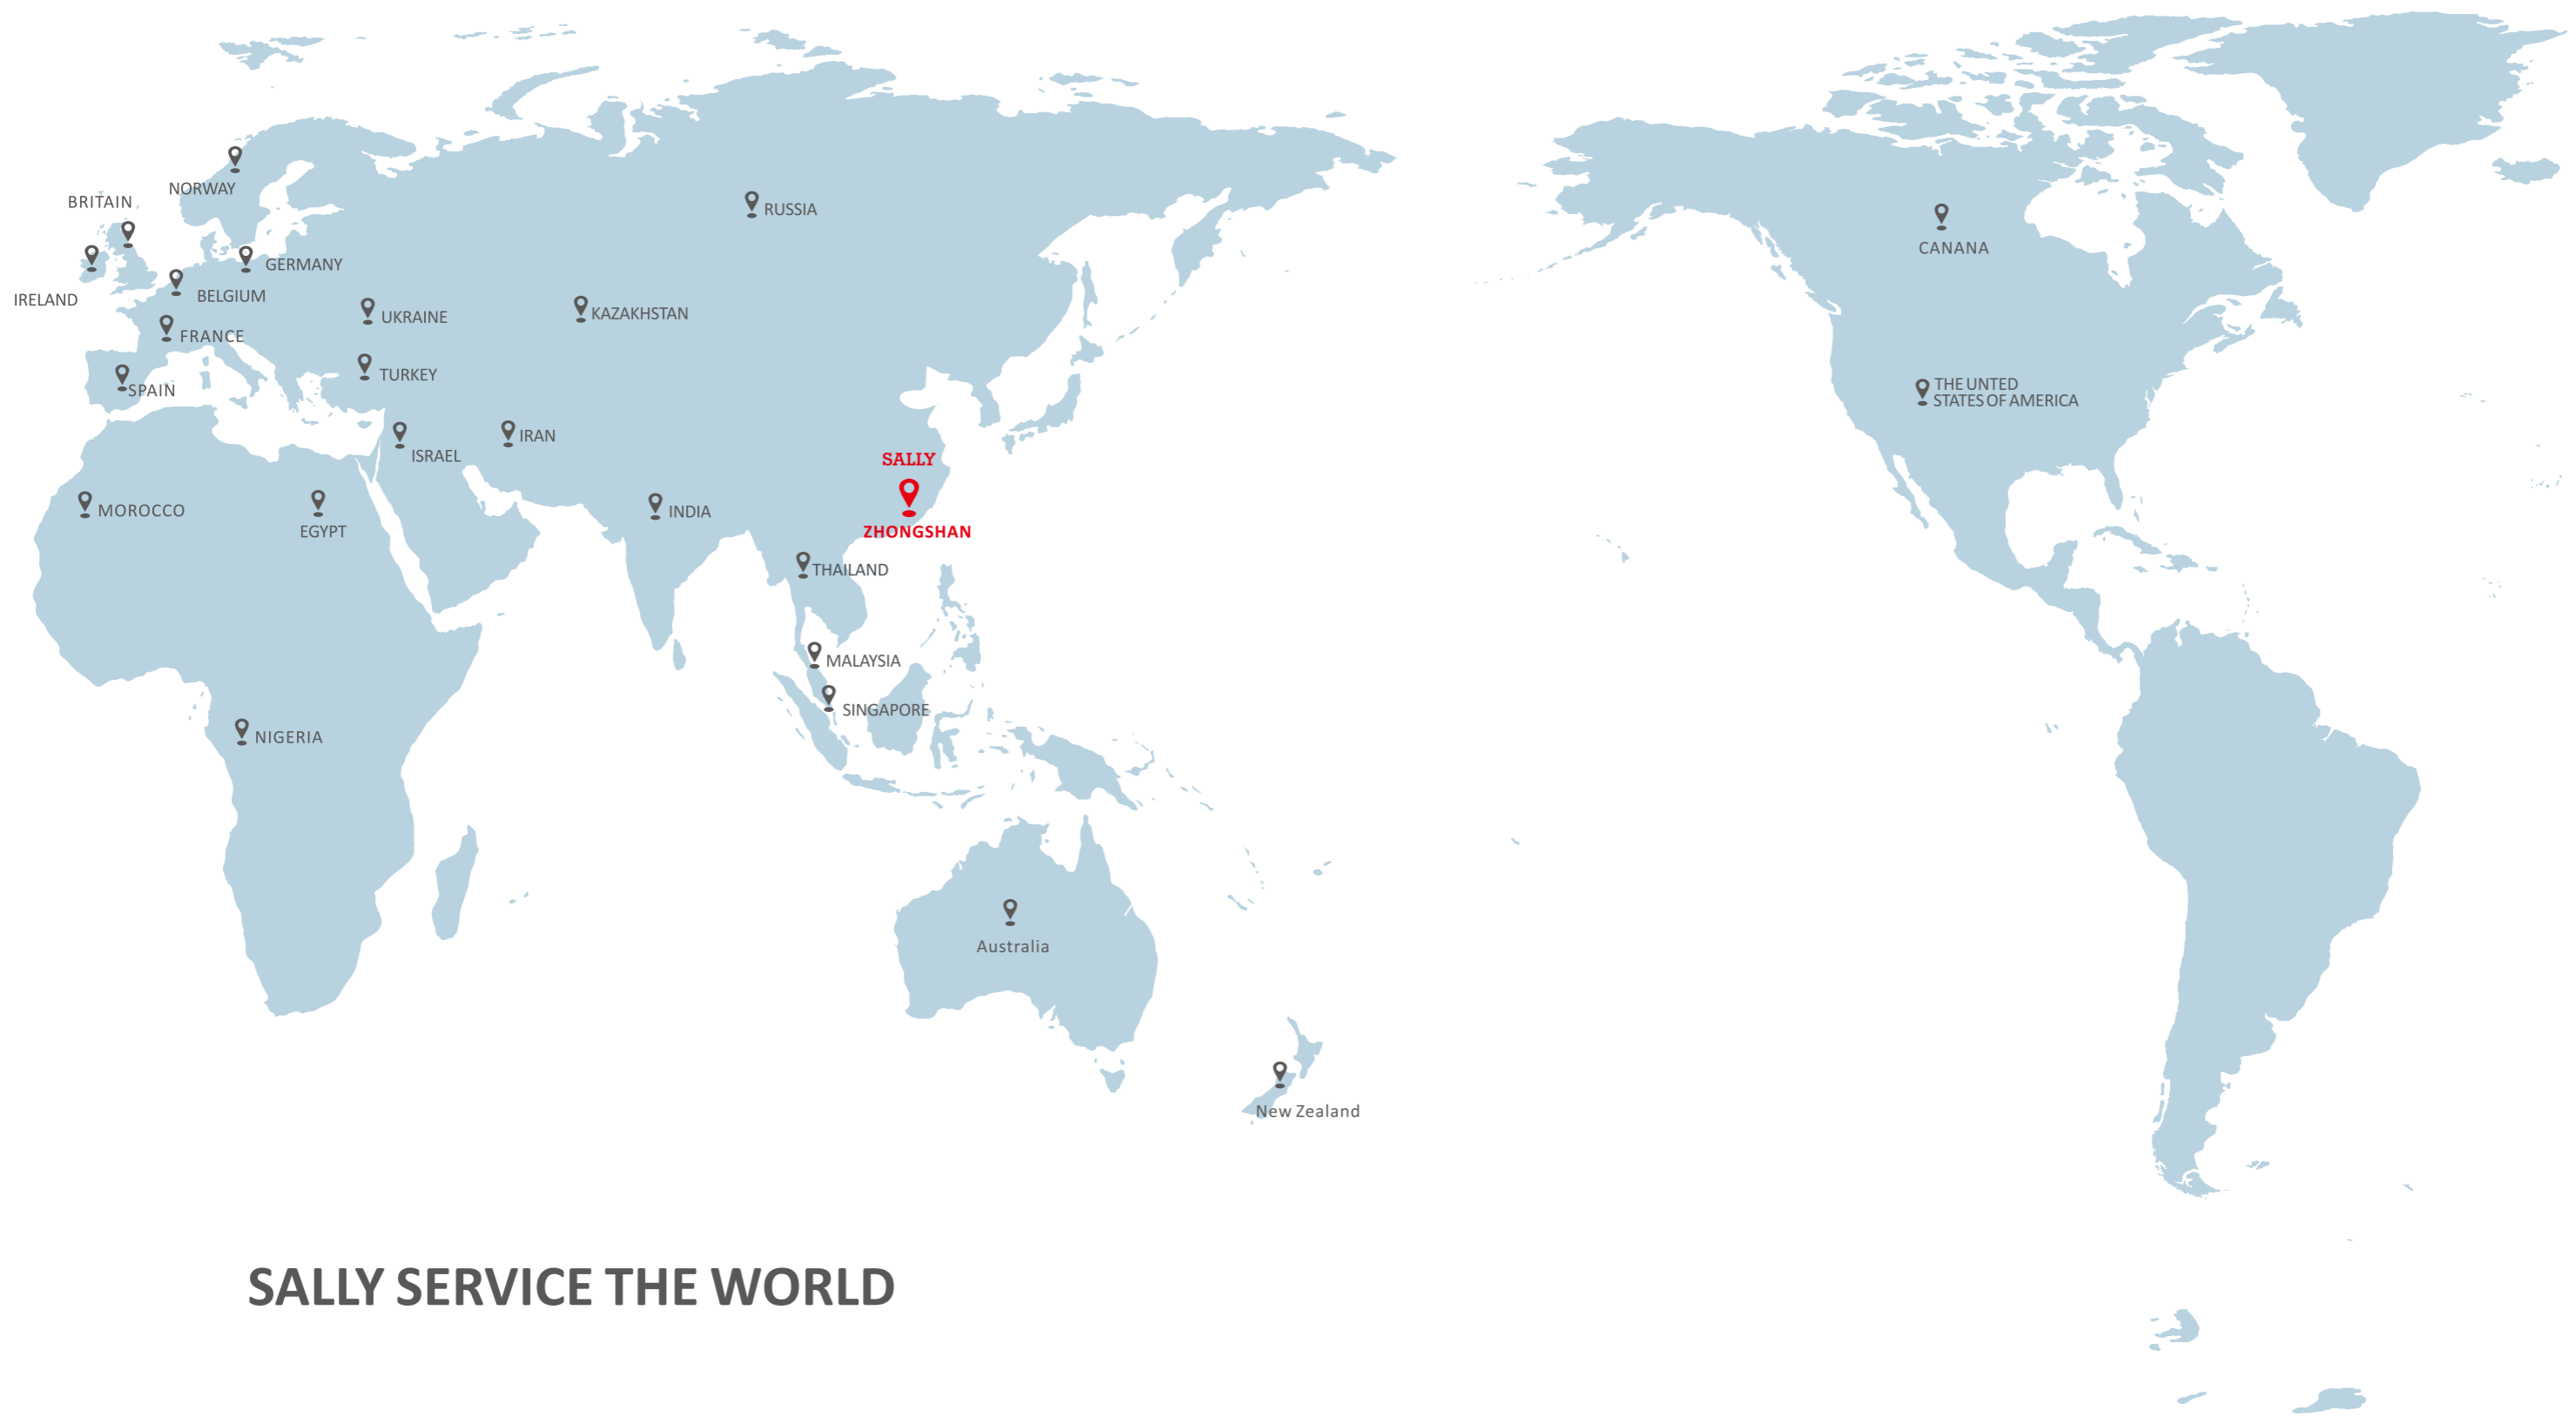 NORWAY
BRITAIN
RUSSIA
CANANA
GERMANY
IRELAND
BELGIUM
UKRAINE
KAZAKHSTAN
FRANCE
TURKEY
SPAIN
THE UNTED
STATES OF AMERICA
IRAN
ISRAEL
SALLY
MOROCCO
EGYPT
INDIA
ZHONGSHAN
THAILAND
MALAYSIA
SINGAPORE
NIGERIA
Australia
New Zealand
SALLY SERVICE THE WORLD